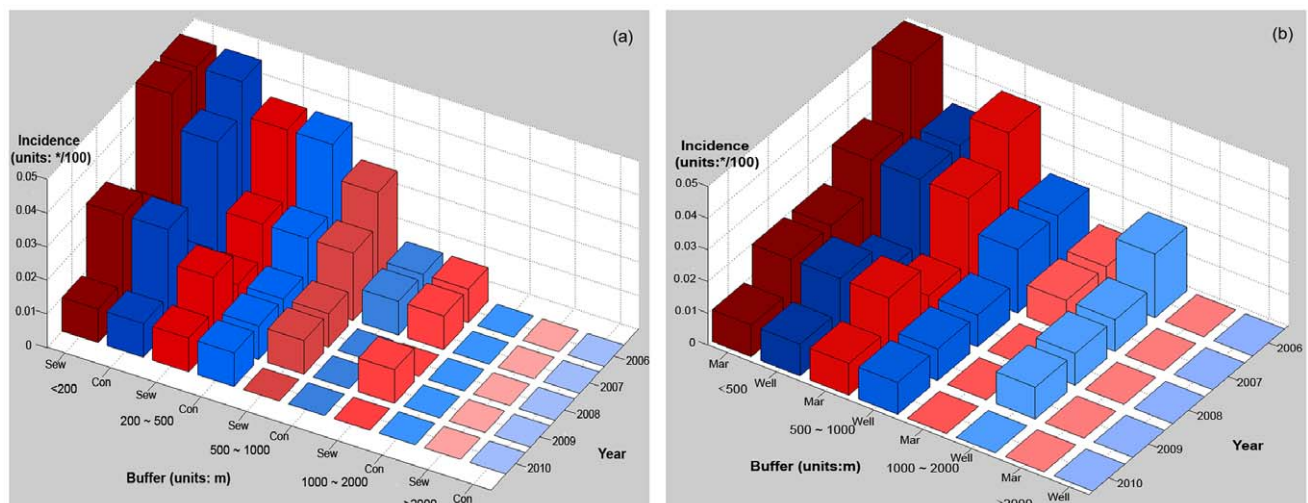 (a)
Incidence
(units: */100)
0.05
0.04
0.03
0.02
0.01
0
Sew
Con
Sew
Con
Sew
Con
Sew
Con
Sew
Con
<200
200 ~ 500
500 ~ 1000
1000 ~ 2000
>2000
Buffer (units: m)
2006
2007
2008
2009
2010
Year
(b)
Incidence
(units:*/100)
0.05
0.04
0.03
0.02
0.01
0
Mar
Well
Mar
Well
Mar
Well
Mar
Well
<500
500 ~ 1000
1000 ~ 2000
Buffer (units:m)
2006
2007
2008
2009
2010
Year